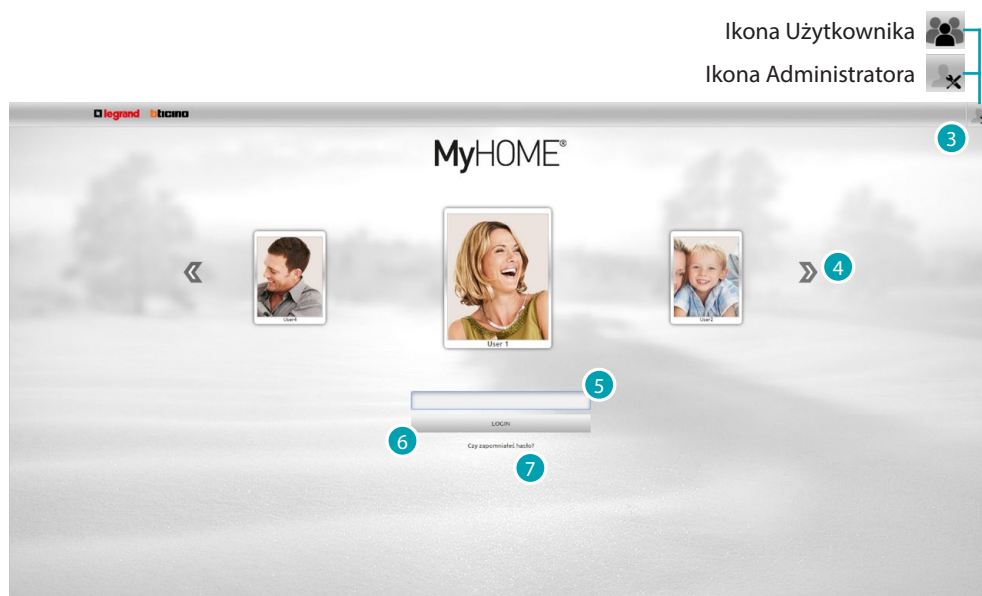 Ikona Użytkownika
Ikona Administratora
legrand bticino
3
MyHOME®
4
User4
User 1
User2
5
LOGIN
6
Czy zapomniałeś hasło?
7